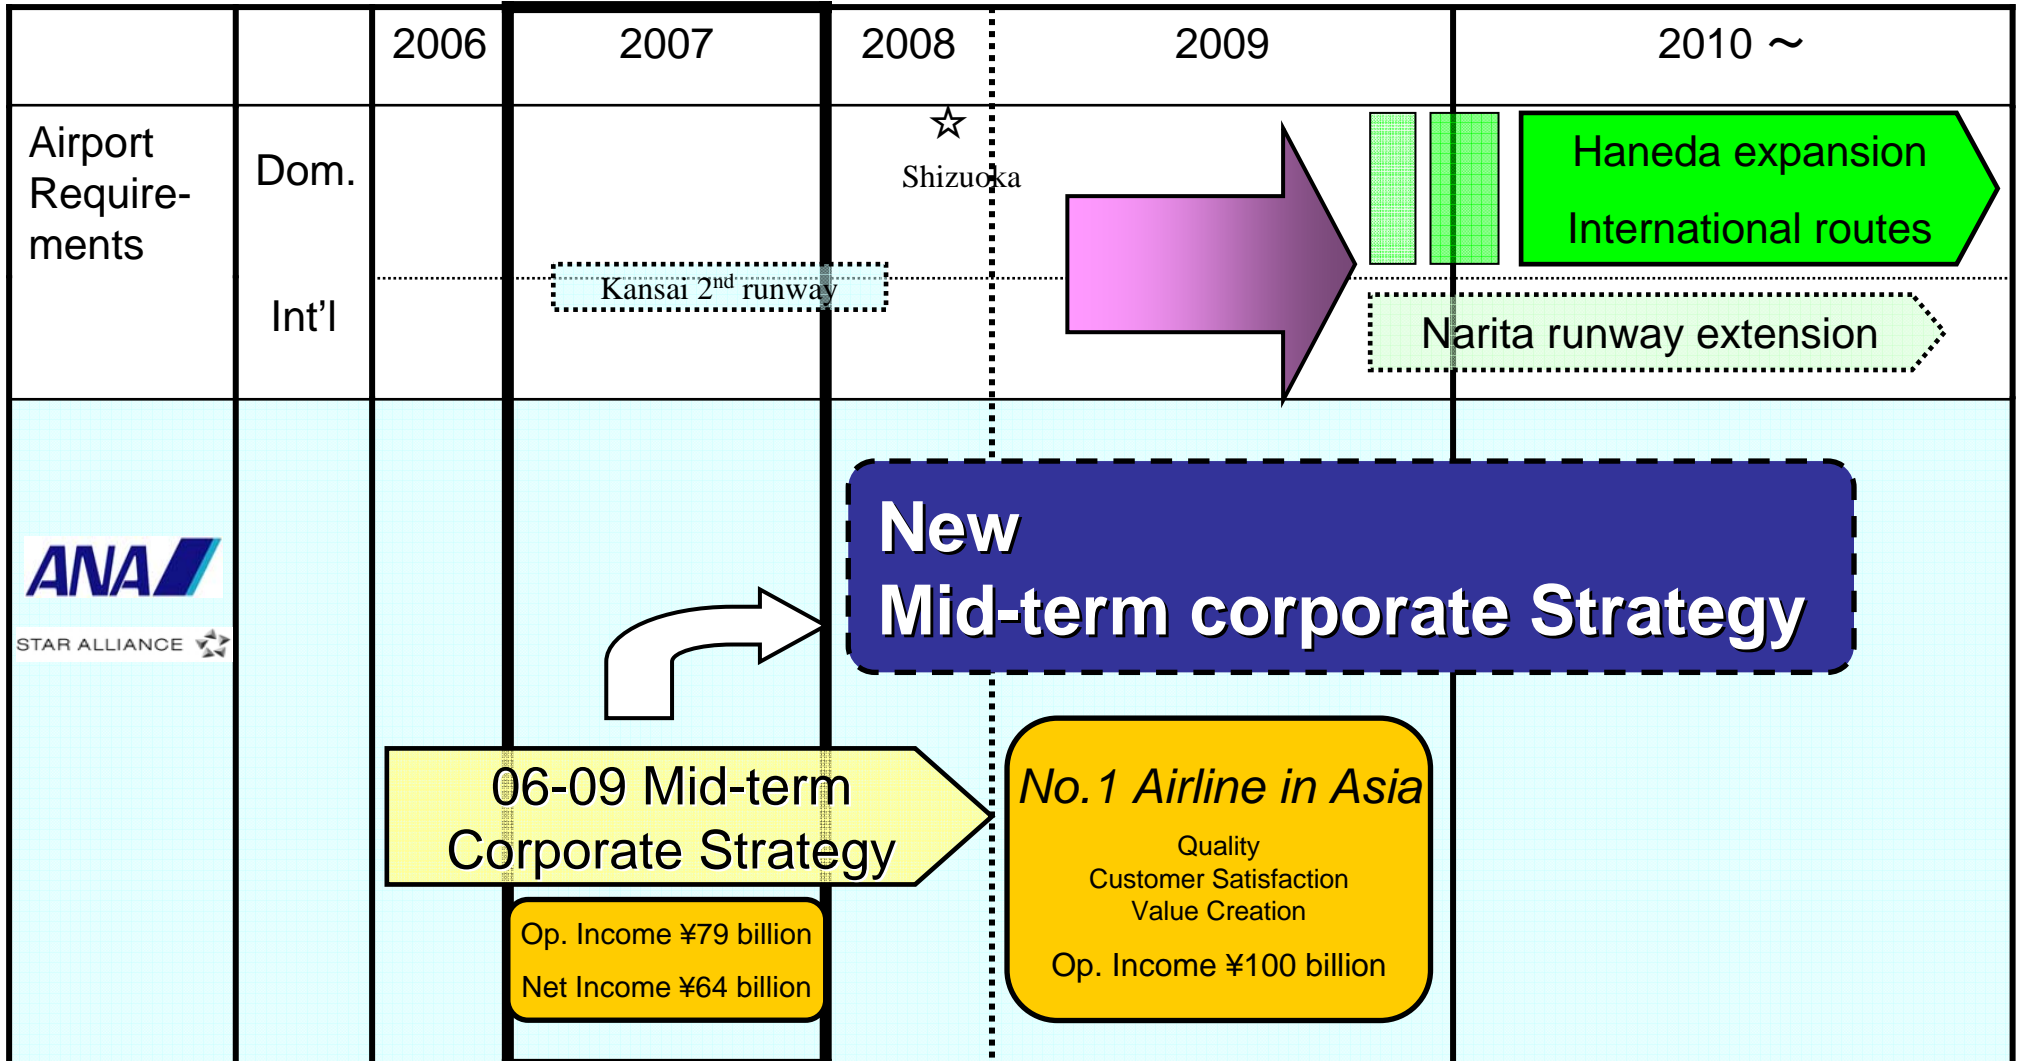 2006
2007
2008
2009
2010 ～
Airport
Require-
ments
Dom.
Int'l
☆
Shizuoka
Kansai 2nd runway
Haneda expansion
International routes
Narita runway extension
ANA
STAR ALLIANCE
New
Mid-term corporate Strategy
06-09 Mid-term
Corporate Strategy
Op. Income ¥79 billion
Net Income ¥64 billion
No.1 Airline in Asia
Quality
Customer Satisfaction
Value Creation
Op. Income ¥100 billion